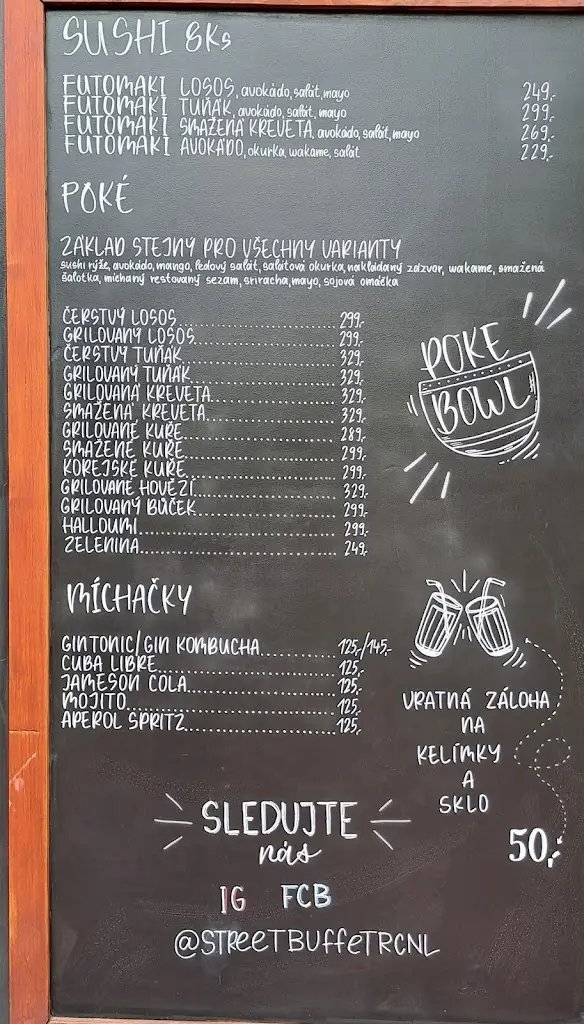 SUSHI 8Ks
FUTOMAKI LOSOS, avokádo, salát, mayo 249,-
FUTOMAKI TUŇÁK, avokádo, salát, mayo 299,-
FUTOMAKI SMAŽENÁ KREVETA, avokádo, salát, mayo 269,-
FUTOMAKI AVOKÁDO, okurka, wakame, salát 229,-
POKÉ
ZÁKLAD STEJNÝ PRO VŠECHNY VARIANTY
sushi rýže, avokádo, mango, ledový salát, salátová okurka, nakládaný zázvor, wakame, smažená
šalotka, míchaný restovaný sezam, sriracha, mayo, sojová omáčka
ČERSTVÝ LOSOS 299,-
GRILOVANÝ LOSOS 299,-
ČERSTVÝ TUŇÁK 329,-
GRILOVANÝ TUŇÁK 329,-
GRILOVANÁ KREVETA 329,-
SMAŽENÁ KREVETA 329,-
GRILOVANÉ KUŘE 289,-
SMAŽENÉ KUŘE 299,-
KOREJSKÉ KUŘE 299,-
GRILOVANÉ HOVĚZÍ 329,-
GRILOVANÝ BŮČEK 299,-
HALLOUMI 299,-
ZELENINA 249,-
POKE
BOWL
MÍCHAČKY
GINTONIC/GIN KOMBUCHA 125,-/145,-
CUBA LIBRE 125,-
JAMESON COLA 125,-
MOJITO 125,-
APEROL SPRITZ 125,-
VRATNÁ ZÁLOHA
NA
KELÍMKY
A
SKLO
50,-
SLEDUJTE
nás
IG FCB
@STREETBUFFETRCNL